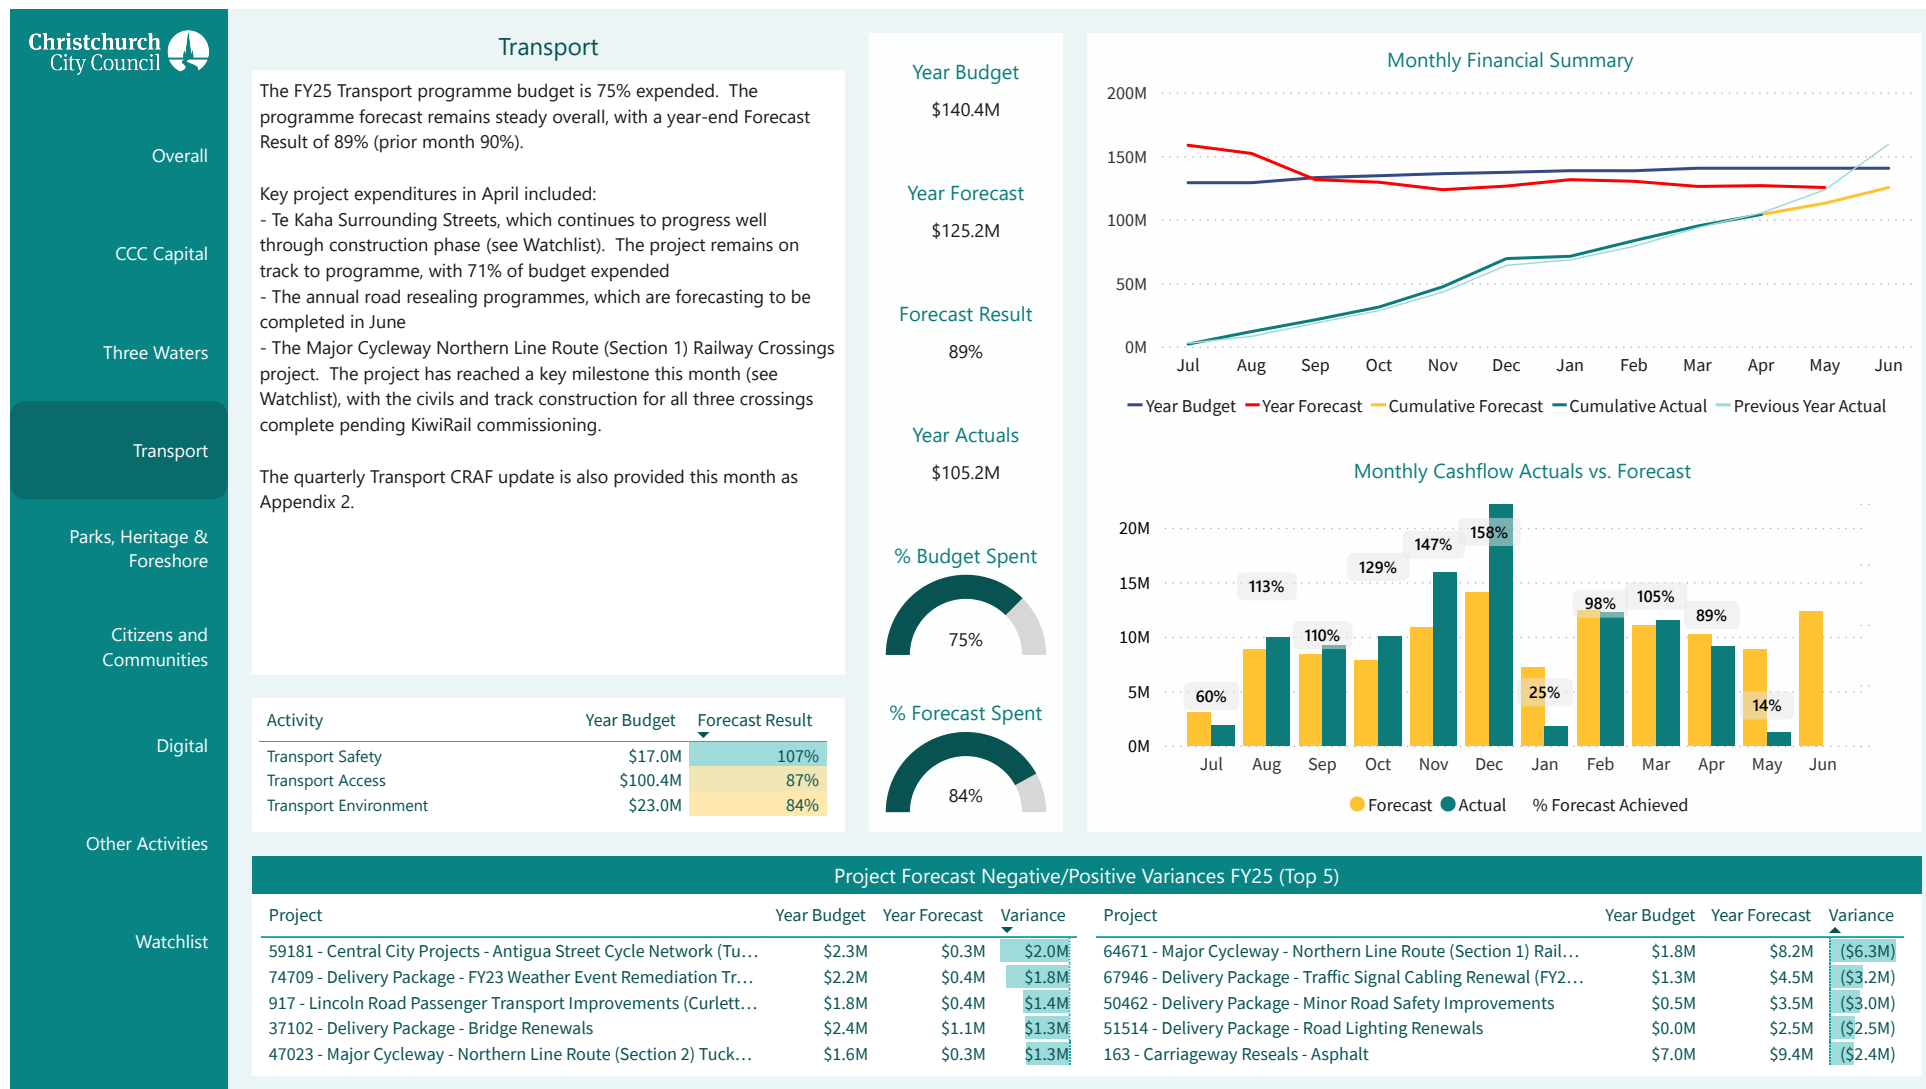 Christchurch
City Council
Overall
CCC Capital
Three Waters
Transport
Parks, Heritage &
Foreshore
Citizens and
Communities
Digital
Other Activities
Watchlist
Transport
The FY25 Transport programme budget is 75% expended.  The
programme forecast remains steady overall, with a year-end Forecast
Result of 89% (prior month 90%).
Key project expenditures in April included:
- Te Kaha Surrounding Streets, which continues to progress well
through construction phase (see Watchlist).  The project remains on
track to programme, with 71% of budget expended
- The annual road resealing programmes, which are forecasting to be
completed in June
- The Major Cycleway Northern Line Route (Section 1) Railway Crossings
project.  The project has reached a key milestone this month (see
Watchlist), with the civils and track construction for all three crossings
complete pending KiwiRail commissioning.
The quarterly Transport CRAF update is also provided this month as
Appendix 2.
Activity Year Budget Forecast Result
Transport Safety $17.0M 107%
Transport Access $100.4M 87%
Transport Environment $23.0M 84%
Year Budget
$140.4M
Year Forecast
$125.2M
Forecast Result
89%
Year Actuals
$105.2M
% Budget Spent
75%
% Forecast Spent
84%
Monthly Financial Summary
200M
150M
100M
50M
0M
Jul Aug Sep Oct Nov Dec Jan Feb Mar Apr May Jun
Year Budget Year Forecast Cumulative Forecast Cumulative Actual Previous Year Actual
Monthly Cashflow Actuals vs. Forecast
20M
15M
10M
5M
0M
60% 113% 110% 129% 147% 158% 25% 98% 105% 89% 14%
Jul Aug Sep Oct Nov Dec Jan Feb Mar Apr May Jun
Forecast Actual % Forecast Achieved
Project Forecast Negative/Positive Variances FY25 (Top 5)
Project Year Budget Year Forecast Variance
59181 - Central City Projects - Antigua Street Cycle Network (Tu… $2.3M $0.3M $2.0M
74709 - Delivery Package - FY23 Weather Event Remediation Tr… $2.2M $0.4M $1.8M
917 - Lincoln Road Passenger Transport Improvements (Curlett… $1.8M $0.4M $1.4M
37102 - Delivery Package - Bridge Renewals $2.4M $1.1M $1.3M
47023 - Major Cycleway - Northern Line Route (Section 2) Tuck… $1.6M $0.3M $1.3M
Project Year Budget Year Forecast Variance
64671 - Major Cycleway - Northern Line Route (Section 1) Rail… $1.8M $8.2M ($6.3M)
67946 - Delivery Package - Traffic Signal Cabling Renewal (FY2… $1.3M $4.5M ($3.2M)
50462 - Delivery Package - Minor Road Safety Improvements $0.5M $3.5M ($3.0M)
51514 - Delivery Package - Road Lighting Renewals $0.0M $2.5M ($2.5M)
163 - Carriageway Reseals - Asphalt $7.0M $9.4M ($2.4M)